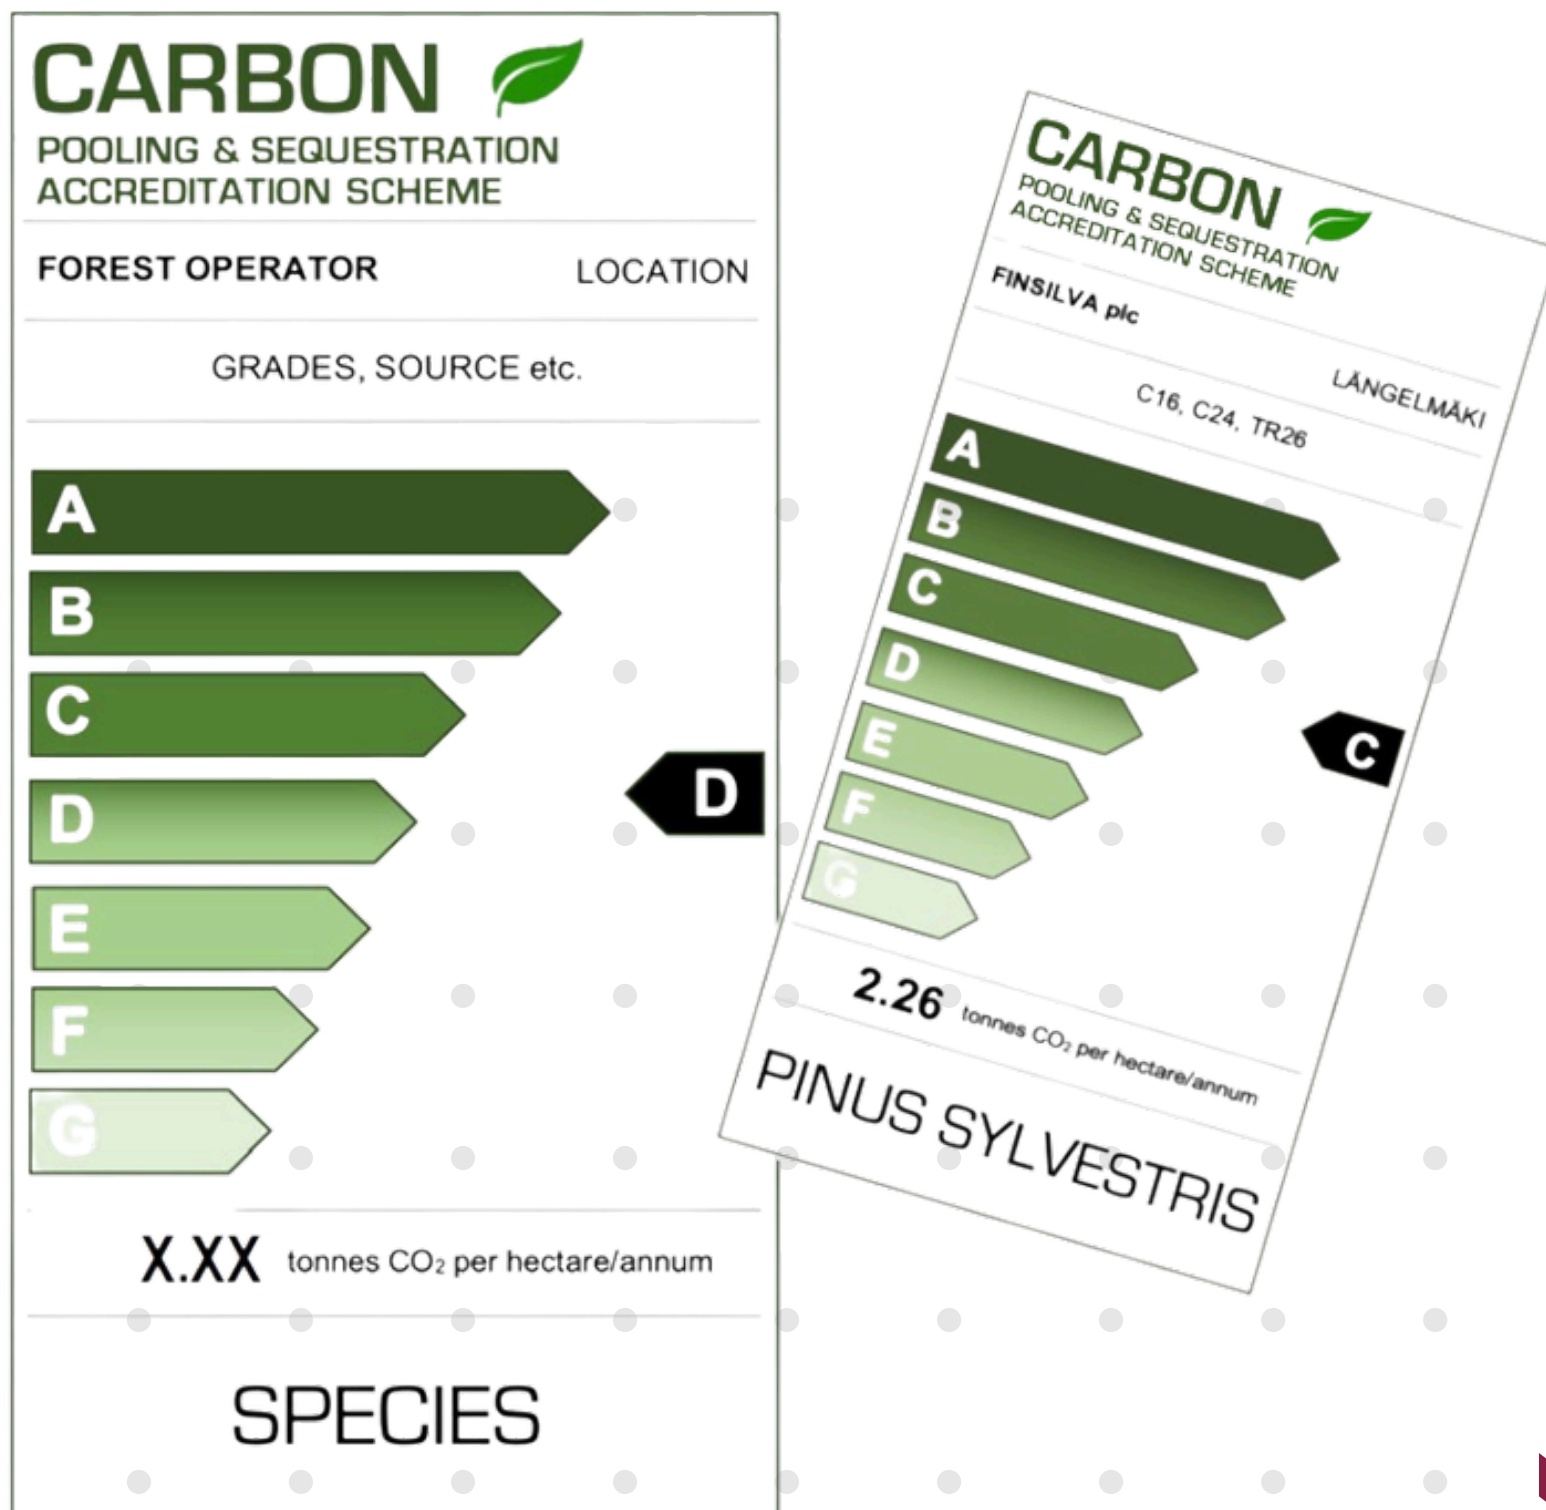 CARBON
POOLING & SEQUESTRATION
ACCREDITATION SCHEME
FOREST OPERATOR LOCATION
GRADES, SOURCE etc.
A
B
C
D
D
E
F
G
X.XX tonnes CO₂ per hectare/annum
SPECIES
CARBON
POOLING & SEQUESTRATION
ACCREDITATION SCHEME
FINSILVA plc
LÄNGELMÄKI
C16, C24, TR26
A
B
C
C
D
E
F
G
2.26 tonnes CO₂ per hectare/annum
PINUS SYLVESTRIS